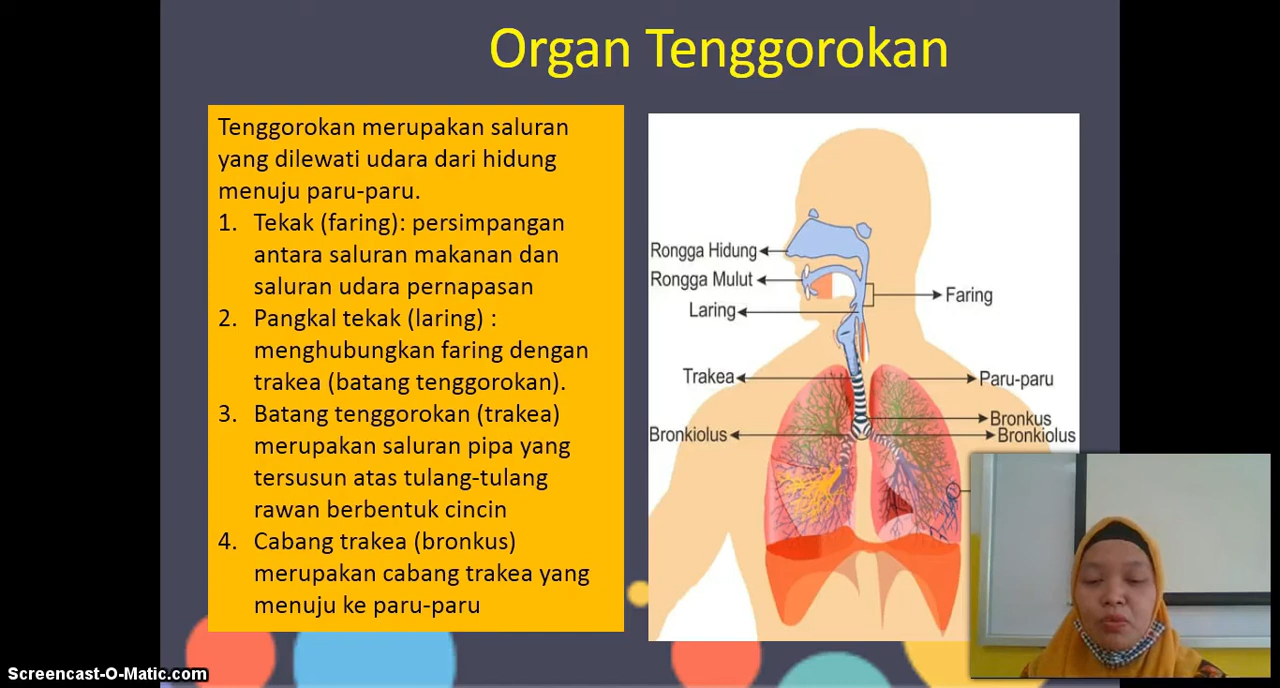 Organ Tenggorokan
Tenggorokan merupakan saluran
yang dilewati udara dari hidung
menuju paru-paru.
1. Tekak (faring): persimpangan
antara saluran makanan dan
saluran udara pernapasan
2. Pangkal tekak (laring) :
menghubungkan faring dengan
trakea (batang tenggorokan).
3. Batang tenggorokan (trakea)
merupakan saluran pipa yang
tersusun atas tulang-tulang
rawan berbentuk cincin
4. Cabang trakea (bronkus)
merupakan cabang trakea yang
menuju ke paru-paru
Rongga Hidung
Rongga Mulut
Laring
Faring
Trakea
Paru-paru
Bronkus
Bronkiolus
Bronkiolus
Screencast-O-Matic.com